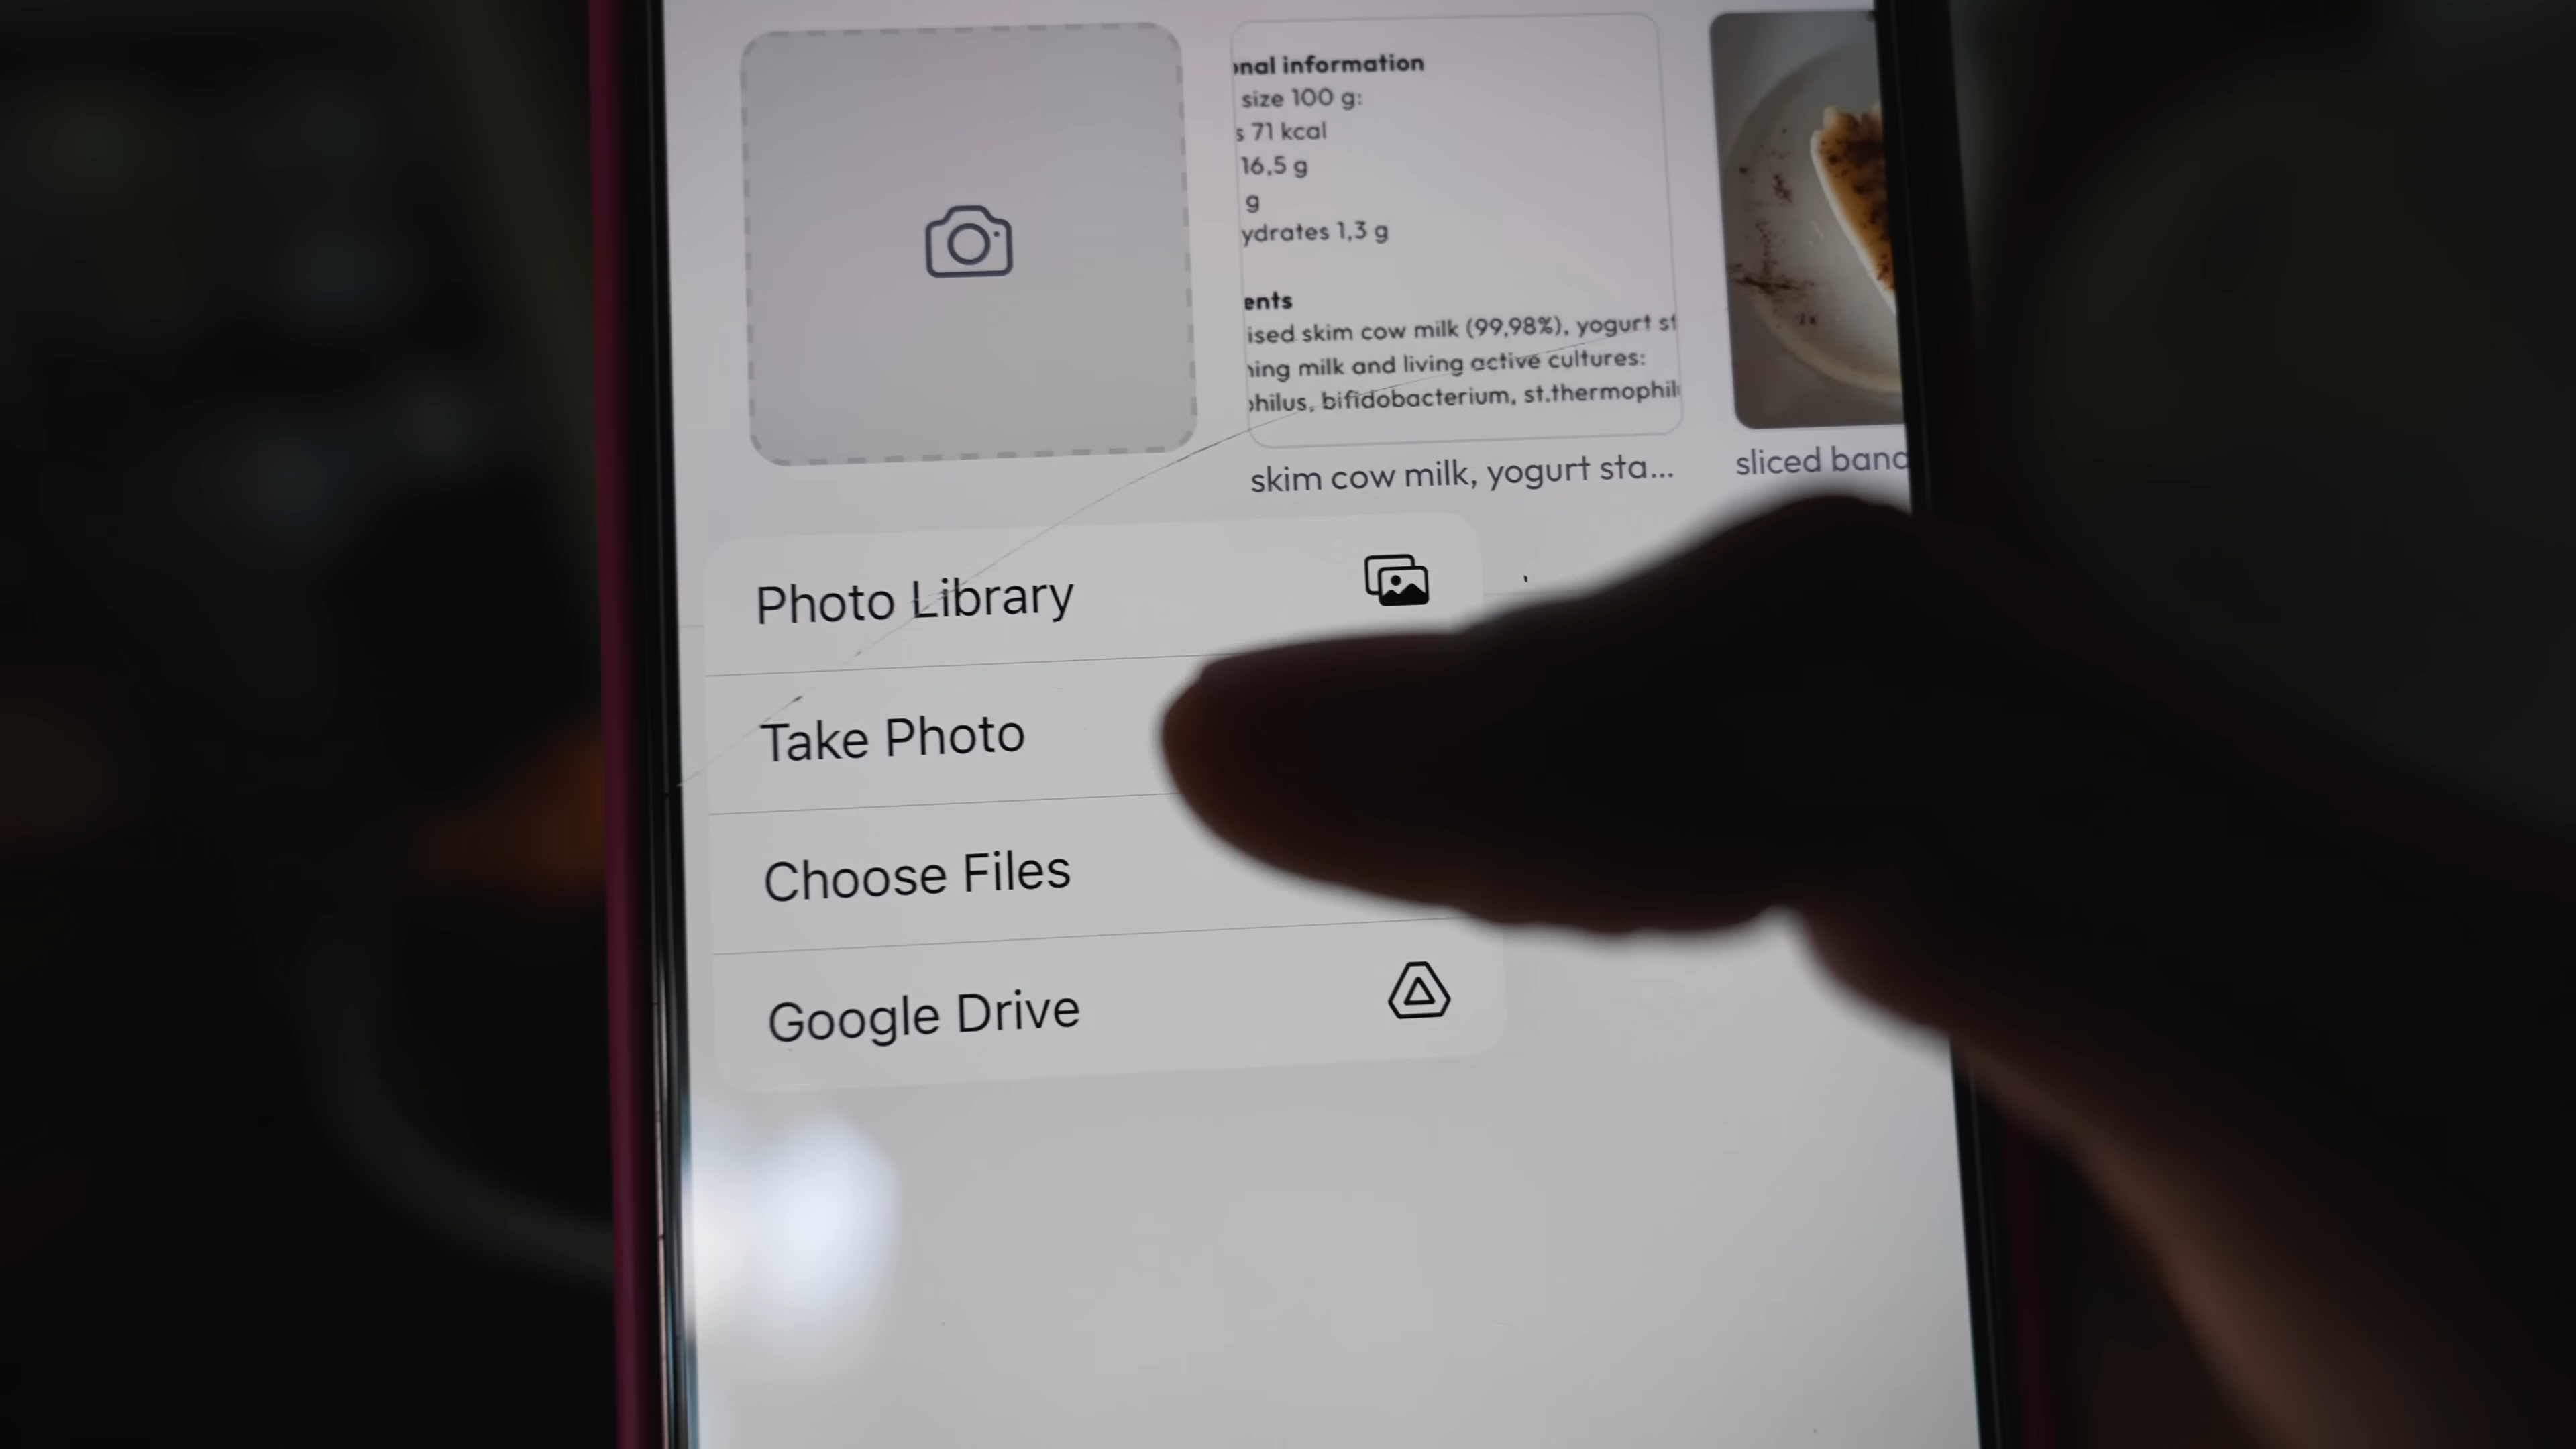 onal information
size 100 g:
s 71 kcal
16,5 g
g
ydrates 1,3 g
ents
ised skim cow milk (99,98%), yogurt st
ning milk and living active cultures:
philus, bifidobacterium, st.thermophil
skim cow milk, yogurt sta...
sliced bana
Photo Library
Take Photo
Choose Files
Google Drive